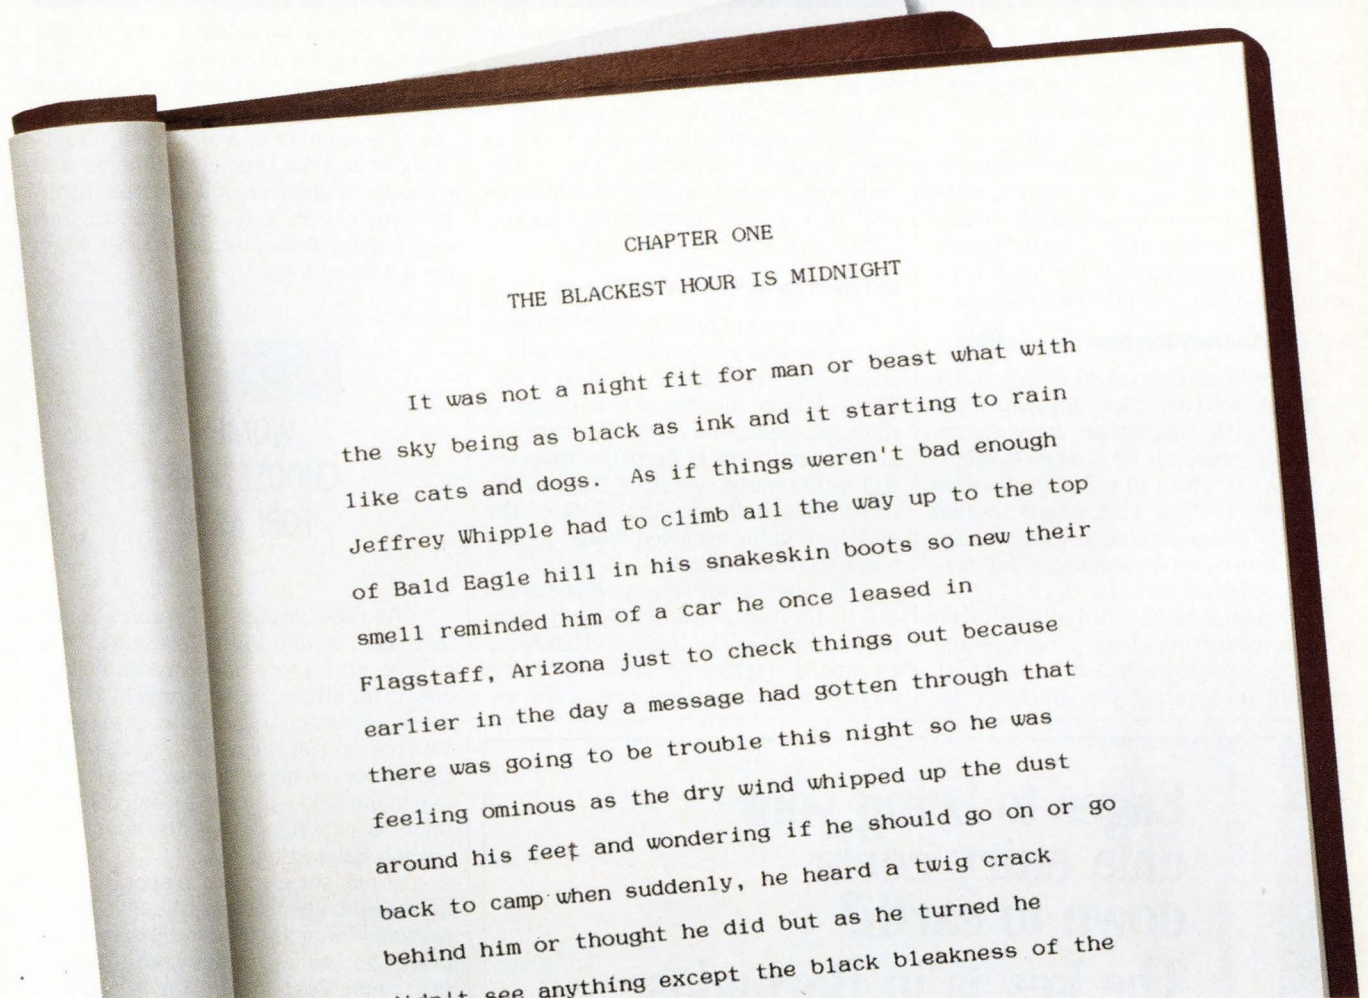 CHAPTER ONE
THE BLACKEST HOUR IS MIDNIGHT
It was not a night fit for man or beast what with
the sky being as black as ink and it starting to rain
like cats and dogs. As if things weren't bad enough
Jeffrey Whipple had to climb all the way up to the top
of Bald Eagle hill in his snakeskin boots so new their
smell reminded him of a car he once leased in
Flagstaff, Arizona just to check things out because
earlier in the day a message had gotten through that
there was going to be trouble this night so he was
feeling ominous as the dry wind whipped up the dust
around his feet and wondering if he should go on or go
back to camp when suddenly, he heard a twig crack
behind him or thought he did but as he turned he
didn't see anything except the black bleakness of the